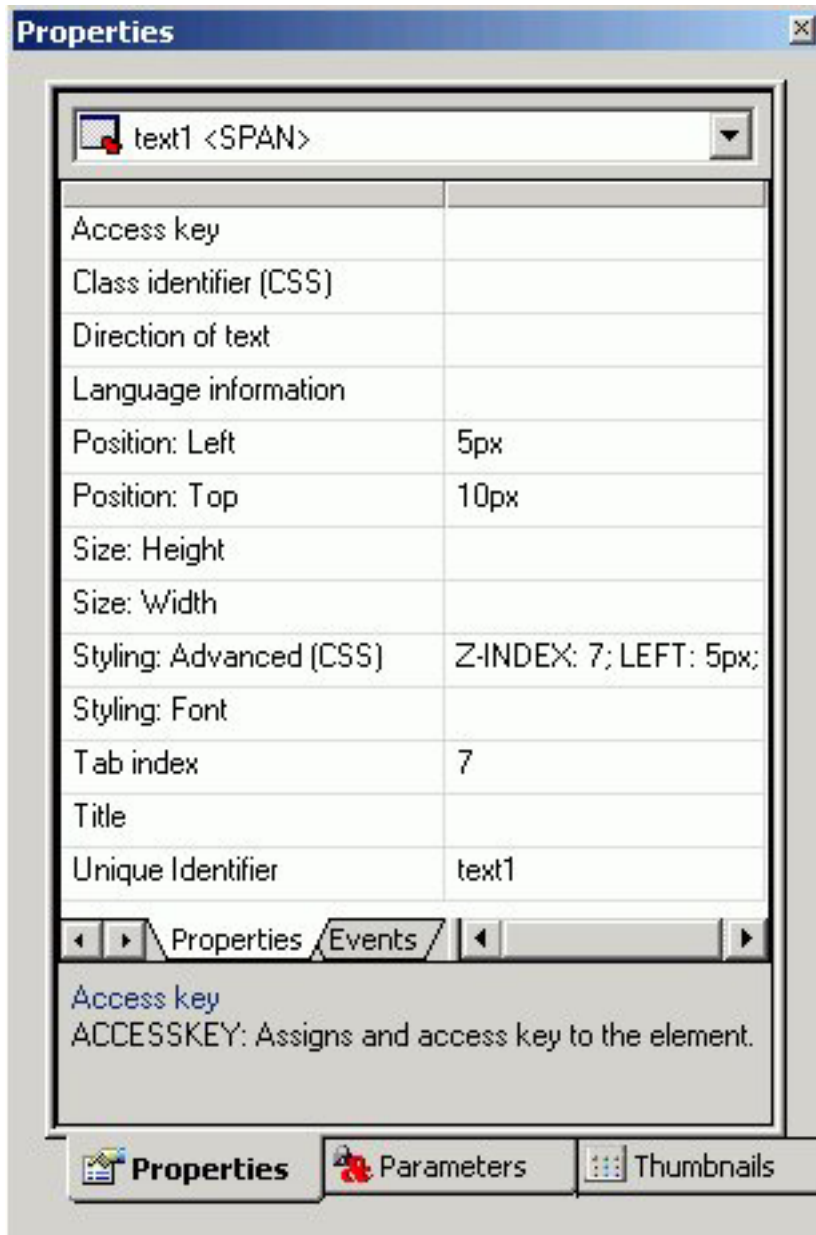 Properties
text1 <SPAN>
Access key
Class identifier (CSS)
Direction of text
Language information
Position: Left 5px
Position: Top 10px
Size: Height
Size: Width
Styling: Advanced (CSS) Z-INDEX: 7; LEFT: 5px;
Styling: Font
Tab index 7
Title
Unique Identifier text1
Properties Events
Access key
ACCESSKEY: Assigns and access key to the element.
Properties Parameters Thumbnails